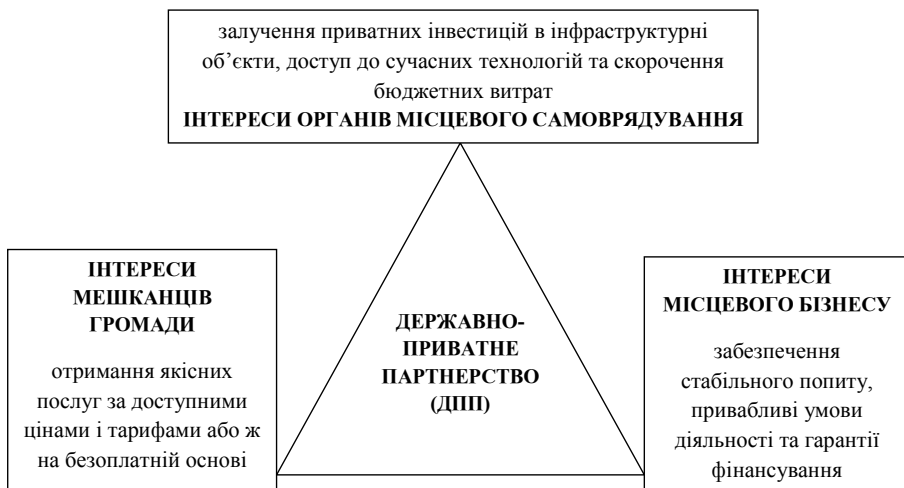 залучення приватних інвестицій в інфраструктурні
об’єкти, доступ до сучасних технологій та скорочення
бюджетних витрат
ІНТЕРЕСИ ОРГАНІВ МІСЦЕВОГО САМОВРЯДУВАННЯ
ІНТЕРЕСИ
МЕШКАНЦІВ
ГРОМАДИ
отримання якісних
послуг за доступними
цінами і тарифами або ж
на безоплатній основі
ДЕРЖАВНО-
ПРИВАТНЕ
ПАРТНЕРСТВО
(ДПП)
ІНТЕРЕСИ
МІСЦЕВОГО БІЗНЕСУ
забезпечення
стабільного попиту,
привабливі умови
діяльності та гарантії
фінансування